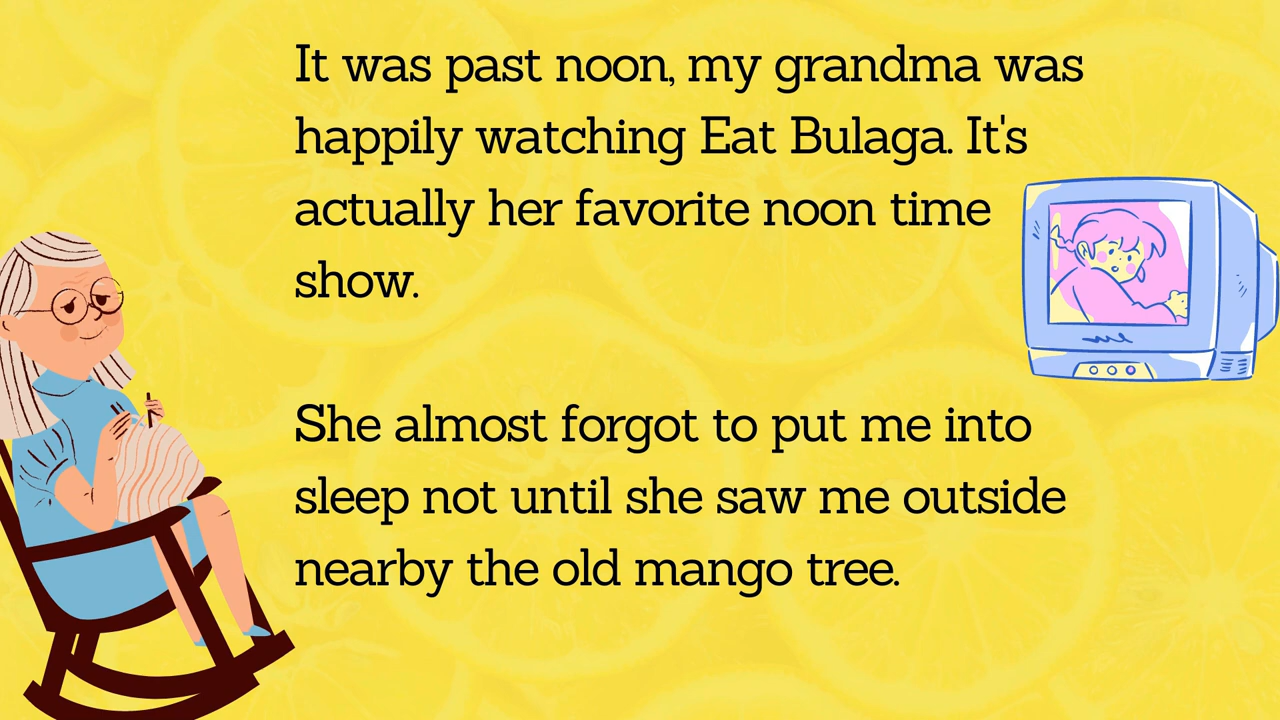 It was past noon, my grandma was
happily watching Eat Bulaga. It's
actually her favorite noon time
show.
She almost forgot to put me into
sleep not until she saw me outside
nearby the old mango tree.